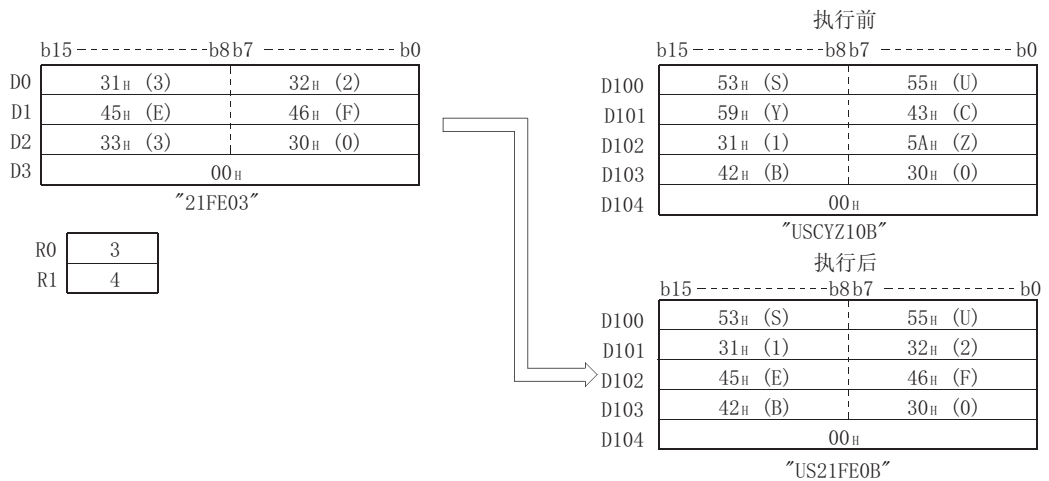 b15 - - - - - - - - - - - - b8 b7 - - - - - - - - - - - - b0
D0 31H (3) 32H (2)
D1 45H (E) 46H (F)
D2 33H (3) 30H (0)
D3 00H
"21FE03"
R0 3
R1 4
执行前
b15 - - - - - - - - - - - - b8 b7 - - - - - - - - - - - - b0
D100 53H (S) 55H (U)
D101 59H (Y) 43H (C)
D102 31H (1) 5AH (Z)
D103 42H (B) 30H (0)
D104 00H
"USCYZ10B"
执行后
b15 - - - - - - - - - - - - b8 b7 - - - - - - - - - - - - b0
D100 53H (S) 55H (U)
D101 31H (1) 32H (2)
D102 45H (E) 46H (F)
D103 42H (B) 30H (0)
D104 00H
"US21FE0B"